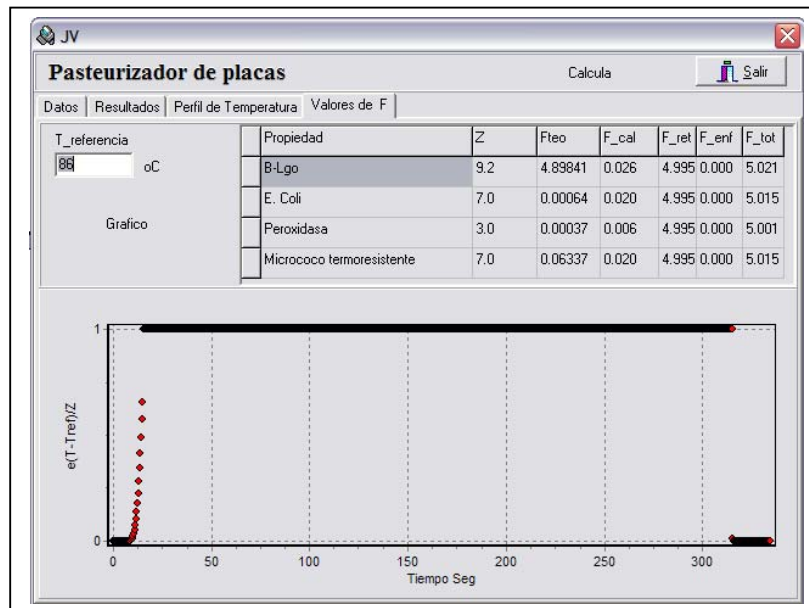 JV
Pasteurizador de placas
Calcula
Salir
Datos
Resultados
Perfil de Temperatura
Valores de F
T_referencia
86
oC
Grafico
Propiedad Z Fteo F_cal F_ret F_enf F_tot
B-Lgo 9.2 4.89841 0.026 4.995 0.000 5.021
E. Coli 7.0 0.00064 0.020 4.995 0.000 5.015
Peroxidasa 3.0 0.00037 0.006 4.995 0.000 5.001
Micrococo termoresistente 7.0 0.06337 0.020 4.995 0.000 5.015
e(T-Tref)/Z
1
0
0 50 100 150 200 250 300
Tiempo Seg